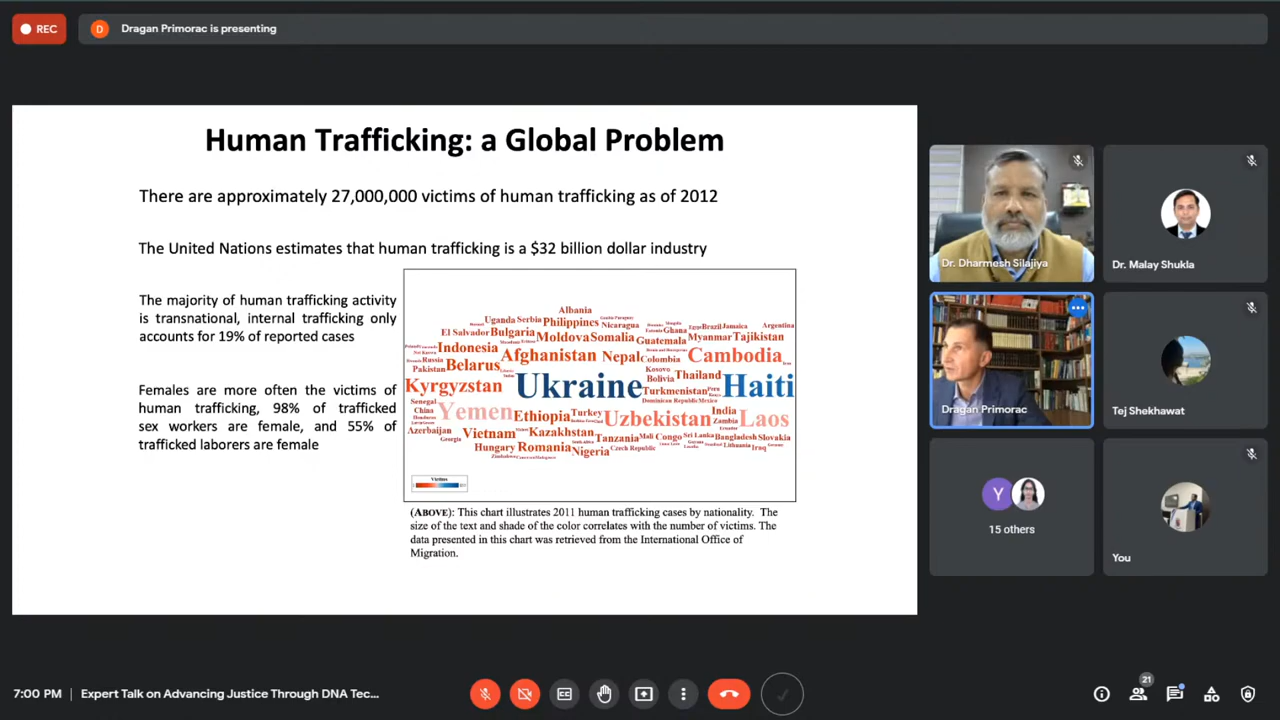 REC
D
Dragan Primorac is presenting
Human Trafficking: a Global Problem
There are approximately 27,000,000 victims of human trafficking as of 2012
The United Nations estimates that human trafficking is a $32 billion dollar industry
The majority of human trafficking activity
is transnational, internal trafficking only
accounts for 19% of reported cases
Females are more often the victims of
human trafficking, 98% of trafficked
sex workers are female, and 55% of
trafficked laborers are female
Albania
Uganda Serbia Philippines Nicaragua
El Salvador Bulgaria Moldova Somalia Ghana Brazil Jamaica Argentina
Guatemala Myanmar Tajikistan
Indonesia Afghanistan Nepal Colombia Cambodia
Russia Pakistan Belarus Kosovo Bolivia Thailand
Kyrgyzstan Ukraine Turkmenistan Haiti
Dominican Republic Mexico
Senegal China Yemen Ethiopia Turkey Uzbekistan India Zambia Laos
Azerbaijan Georgia Vietnam Kazakhstan Tanzania Mali Congo Sri Lanka Bangladesh Slovakia
Hungary Romania Nigeria Czech Republic Lithuania Iraq
Victims
(ABOVE): This chart illustrates 2011 human trafficking cases by nationality. The
size of the text and shade of the color correlates with the number of victims. The
data presented in this chart was retrieved from the International Office of
Migration.
Dr. Dharmesh Silajiya
Dr. Malay Shukla
Dragan Primorac
Tej Shekhawat
Y
15 others
You
7:00 PM | Expert Talk on Advancing Justice Through DNA Tec...
21